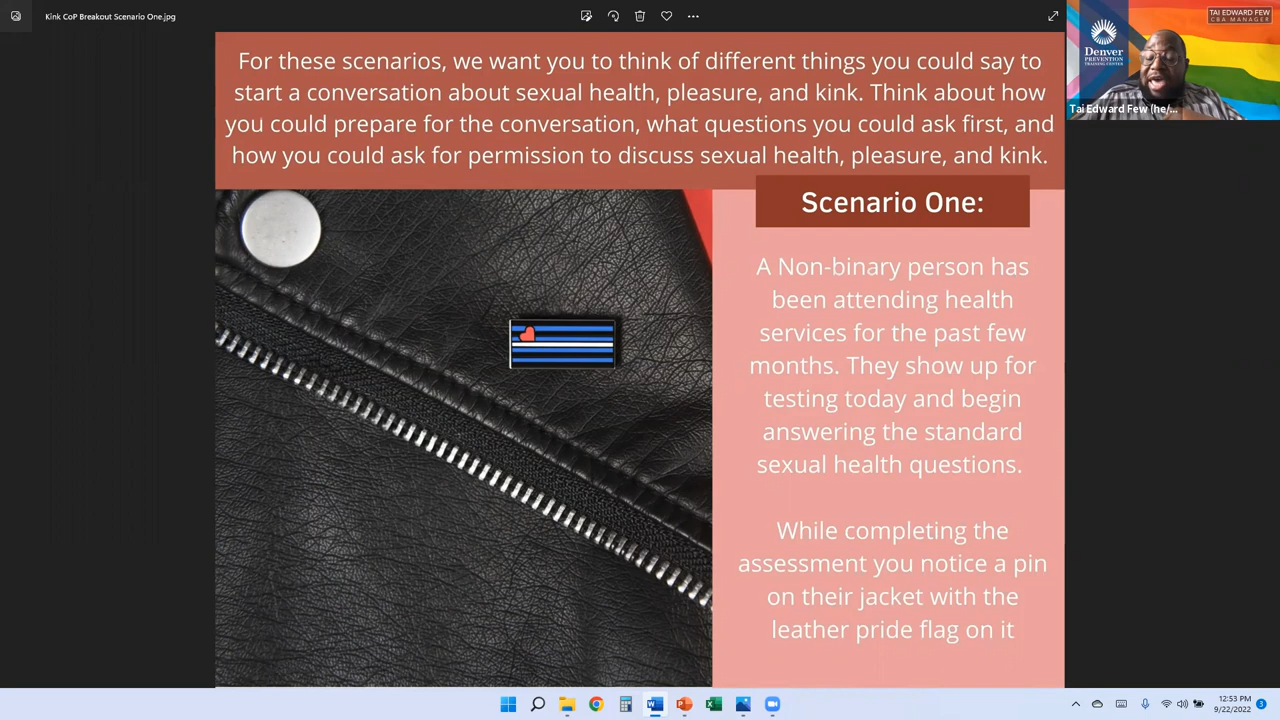 Kink CoP Breakout Scenario One.jpg
For these scenarios, we want you to think of different things you could say to
start a conversation about sexual health, pleasure, and kink. Think about how
you could prepare for the conversation, what questions you could ask first, and
how you could ask for permission to discuss sexual health, pleasure, and kink.
Scenario One:
A Non-binary person has
been attending health
services for the past few
months. They show up for
testing today and begin
answering the standard
sexual health questions.
While completing the
assessment you notice a pin
on their jacket with the
leather pride flag on it
TAI EDWARD FEW
CBA MANAGER
Denver
PREVENTION
TRAINING CENTER
Tai Edward Few (he/...
12:53 PM
9/22/2022
3